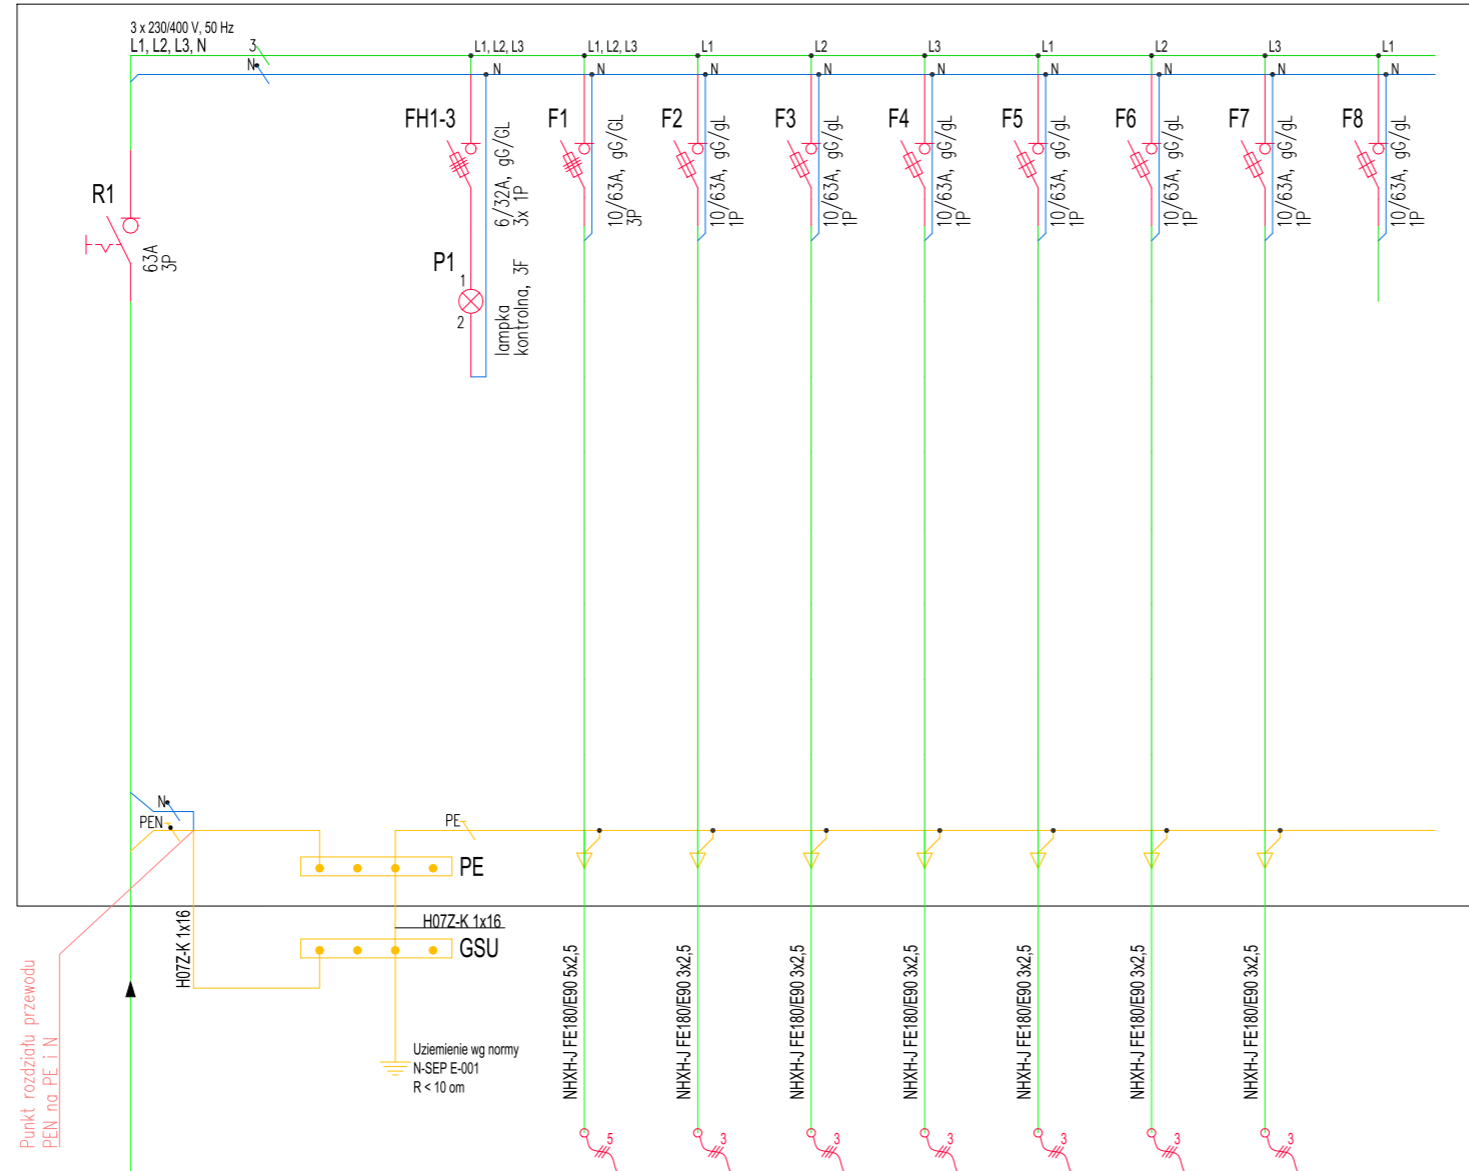 3 x 230/400 V, 50 Hz
L1, L2, L3, N
3
N
L1, L2, L3
N
L1, L2, L3
N
L1
N
L2
N
L3
N
L1
N
L2
N
L3
N
L1
N
R1
63A
3P
FH1-3
6/32A, gG/GL
3x 1P
P1
1
2
lampka
kontrolna, 3F
F1
10/63A, gG/GL
3P
F2
10/63A, gG/gL
1P
F3
10/63A, gG/gL
1P
F4
10/63A, gG/gL
1P
F5
10/63A, gG/gL
1P
F6
10/63A, gG/gL
1P
F7
10/63A, gG/gL
1P
F8
10/63A, gG/gL
1P
N
PEN
PE
PE
H07Z-K 1x16
H07Z-K 1x16
GSU
Punkt rozdziału przewodu
PEN na PE i N
Uziemienie wg normy
N-SEP E-001
R < 10 om
NHXH-J FE180/E90 5x2,5
NHXH-J FE180/E90 3x2,5
NHXH-J FE180/E90 3x2,5
NHXH-J FE180/E90 3x2,5
NHXH-J FE180/E90 3x2,5
NHXH-J FE180/E90 3x2,5
NHXH-J FE180/E90 3x2,5
5
3
3
3
3
3
3